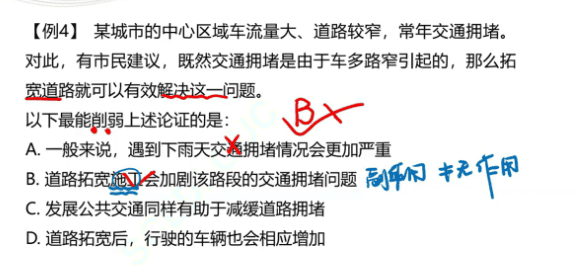 【例4】 某城市的中心区域车流量大、道路较窄，常年交通拥堵。
对此，有市民建议，既然交通拥堵是由于车多路窄引起的，那么拓
宽道路就可以有效解决这一问题。
以下最能削弱上述论证的是：
B
A. 一般来说，遇到下雨天交通拥堵情况会更加严重
B. 道路拓宽施工会加剧该路段的交通拥堵问题 副作用 ≠无作用
C. 发展公共交通同样有助于减缓道路拥堵
D. 道路拓宽后，行驶的车辆也会相应增加